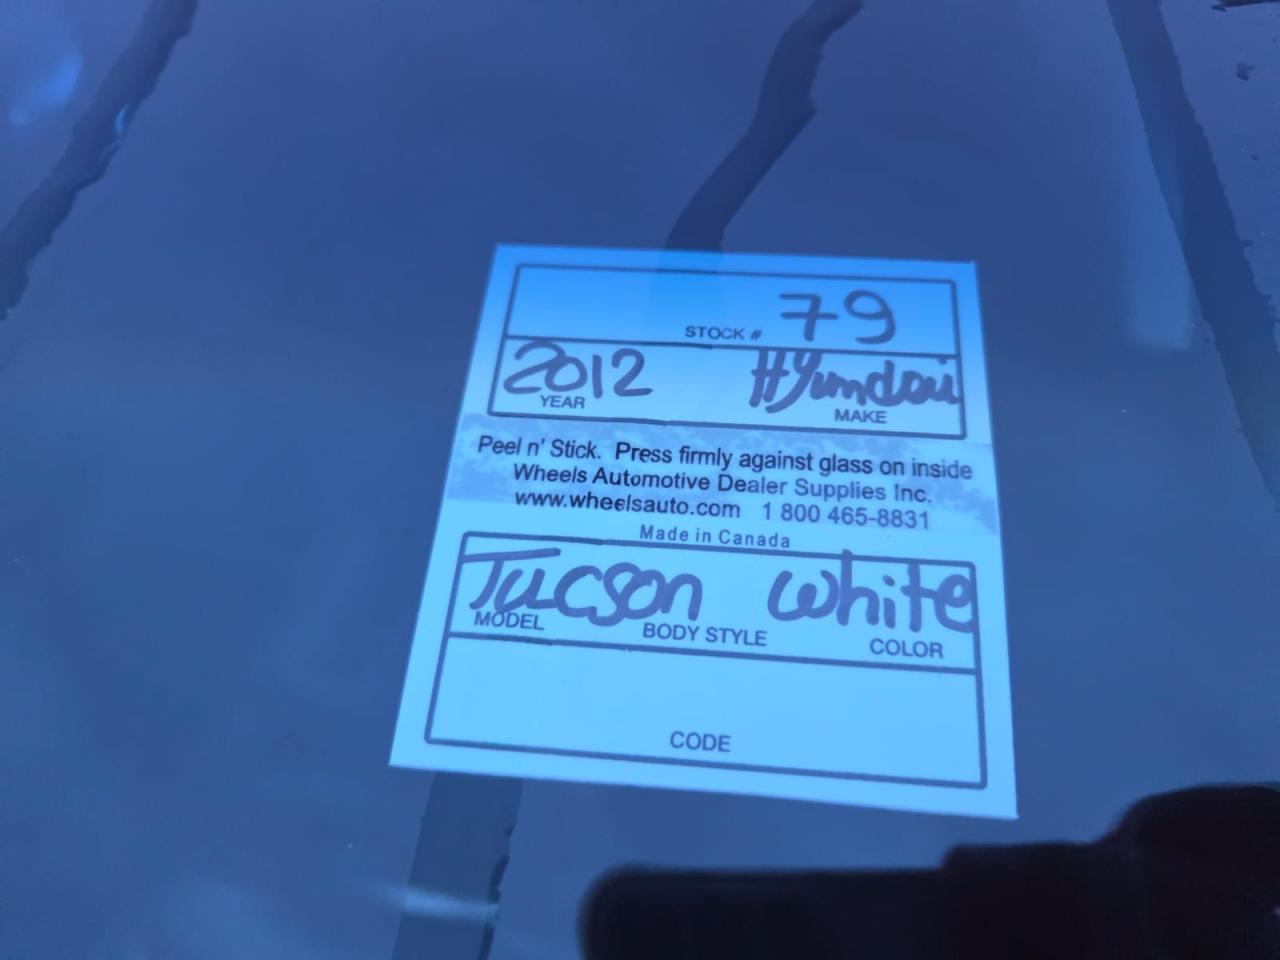 STOCK # 79
2012 HYundai
YEAR MAKE
Peel n' Stick. Press firmly against glass on inside
Wheels Automotive Dealer Supplies Inc.
www.wheelsauto.com 1 800 465-8831
Made in Canada
Tucson white
MODEL BODY STYLE COLOR
CODE